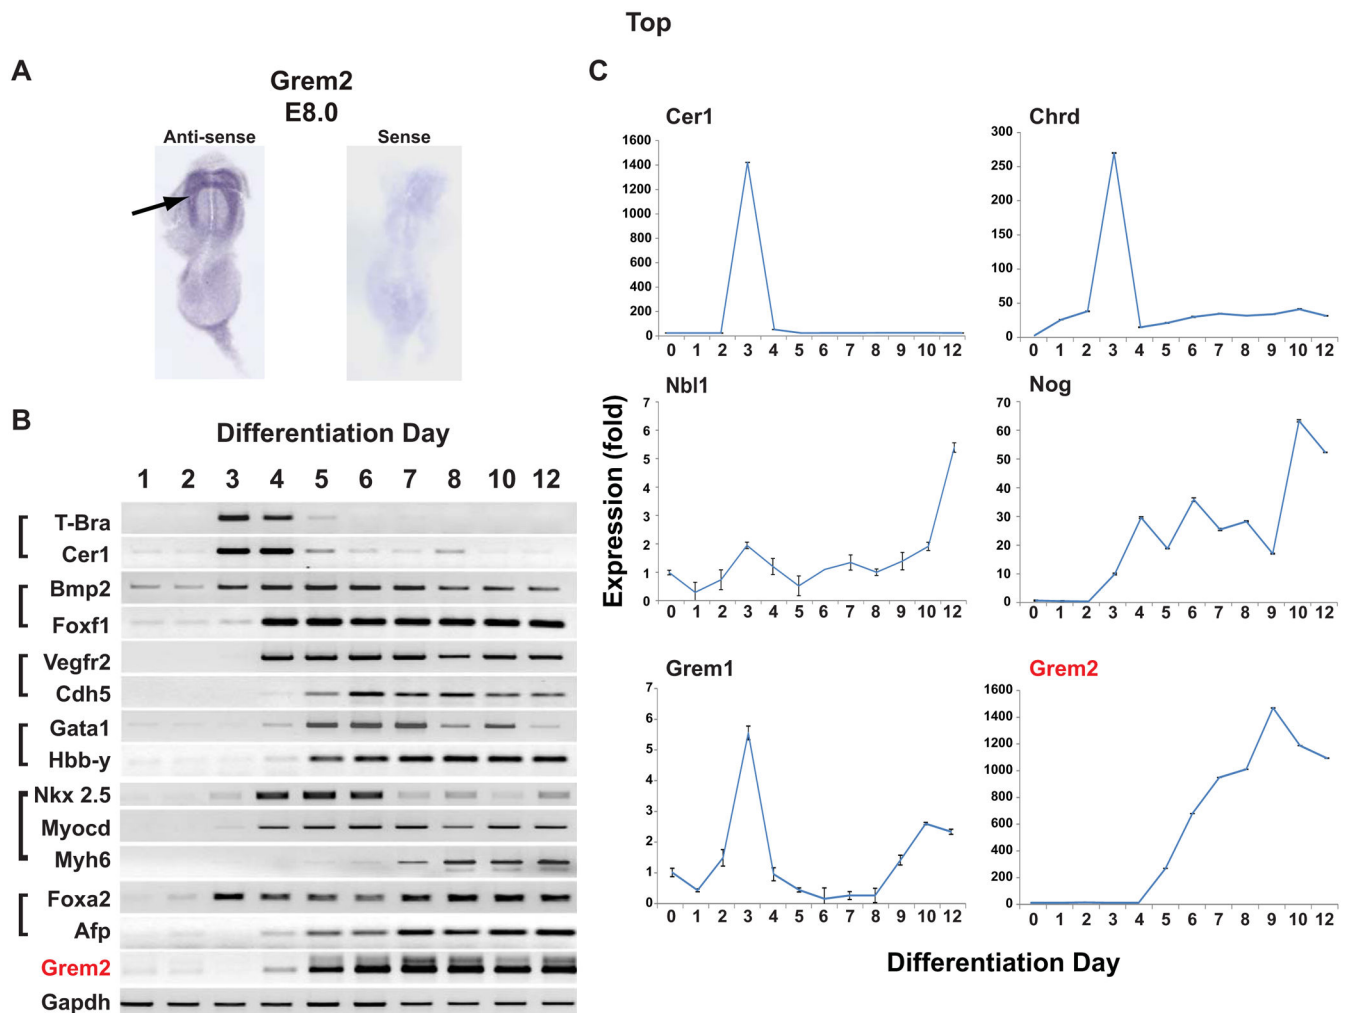 Top
A
Grem2
E8.0
Anti-sense
Sense
B
Differentiation Day
1 2 3 4 5 6 7 8 10 12
T-Bra
Cer1
Bmp2
Foxf1
Vegfr2
Cdh5
Gata1
Hbb-y
Nkx 2.5
Myocd
Myh6
Foxa2
Afp
Grem2
Gapdh
C
Expression (fold)
Cer1
1600
1400
1200
1000
800
600
400
200
0
0 1 2 3 4 5 6 7 8 9 10 12
Chrd
300
250
200
150
100
50
0
0 1 2 3 4 5 6 7 8 9 10 12
Nbl1
7
6
5
4
3
2
1
0
0 1 2 3 4 5 6 7 8 9 10 12
Nog
70
60
50
40
30
20
10
0
0 1 2 3 4 5 6 7 8 9 10 12
Grem1
7
6
5
4
3
2
1
0
0 1 2 3 4 5 6 7 8 9 10 12
Grem2
1600
1400
1200
1000
800
600
400
200
0
0 1 2 3 4 5 6 7 8 9 10 12
Differentiation Day